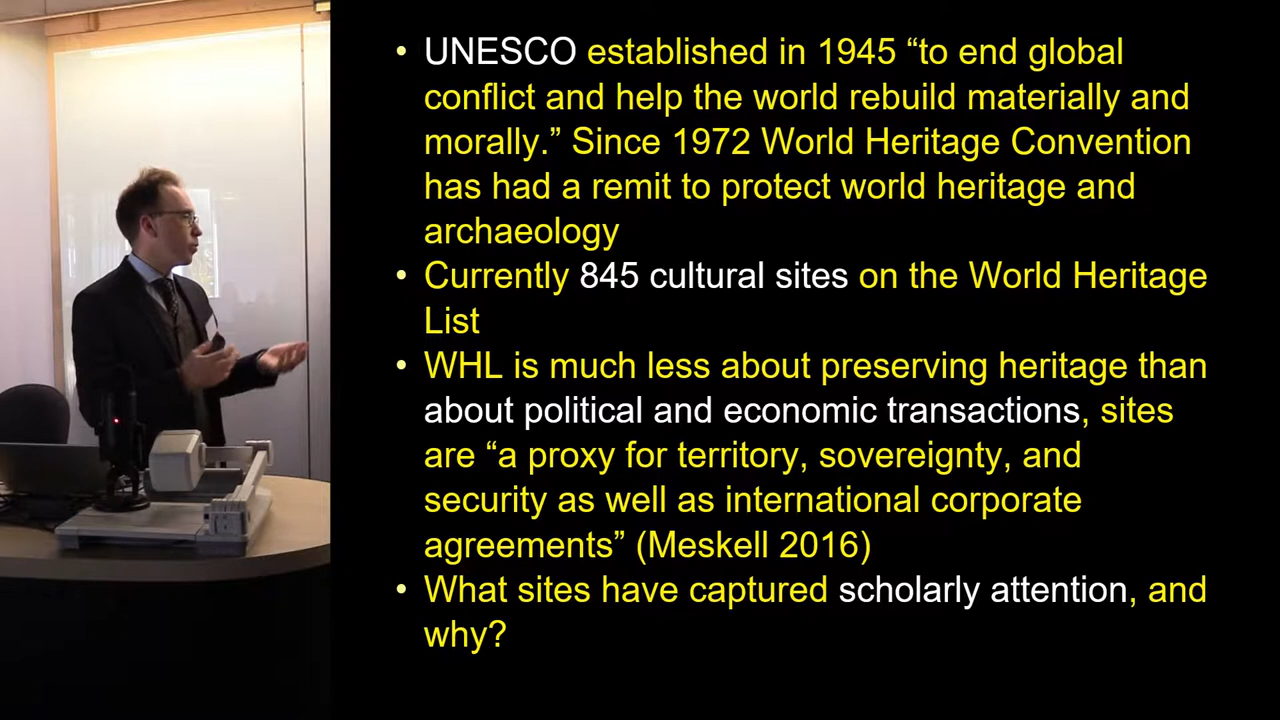 • UNESCO established in 1945 “to end global
conflict and help the world rebuild materially and
morally.” Since 1972 World Heritage Convention
has had a remit to protect world heritage and
archaeology
• Currently 845 cultural sites on the World Heritage
List
• WHL is much less about preserving heritage than
about political and economic transactions, sites
are “a proxy for territory, sovereignty, and
security as well as international corporate
agreements” (Meskell 2016)
• What sites have captured scholarly attention, and
why?